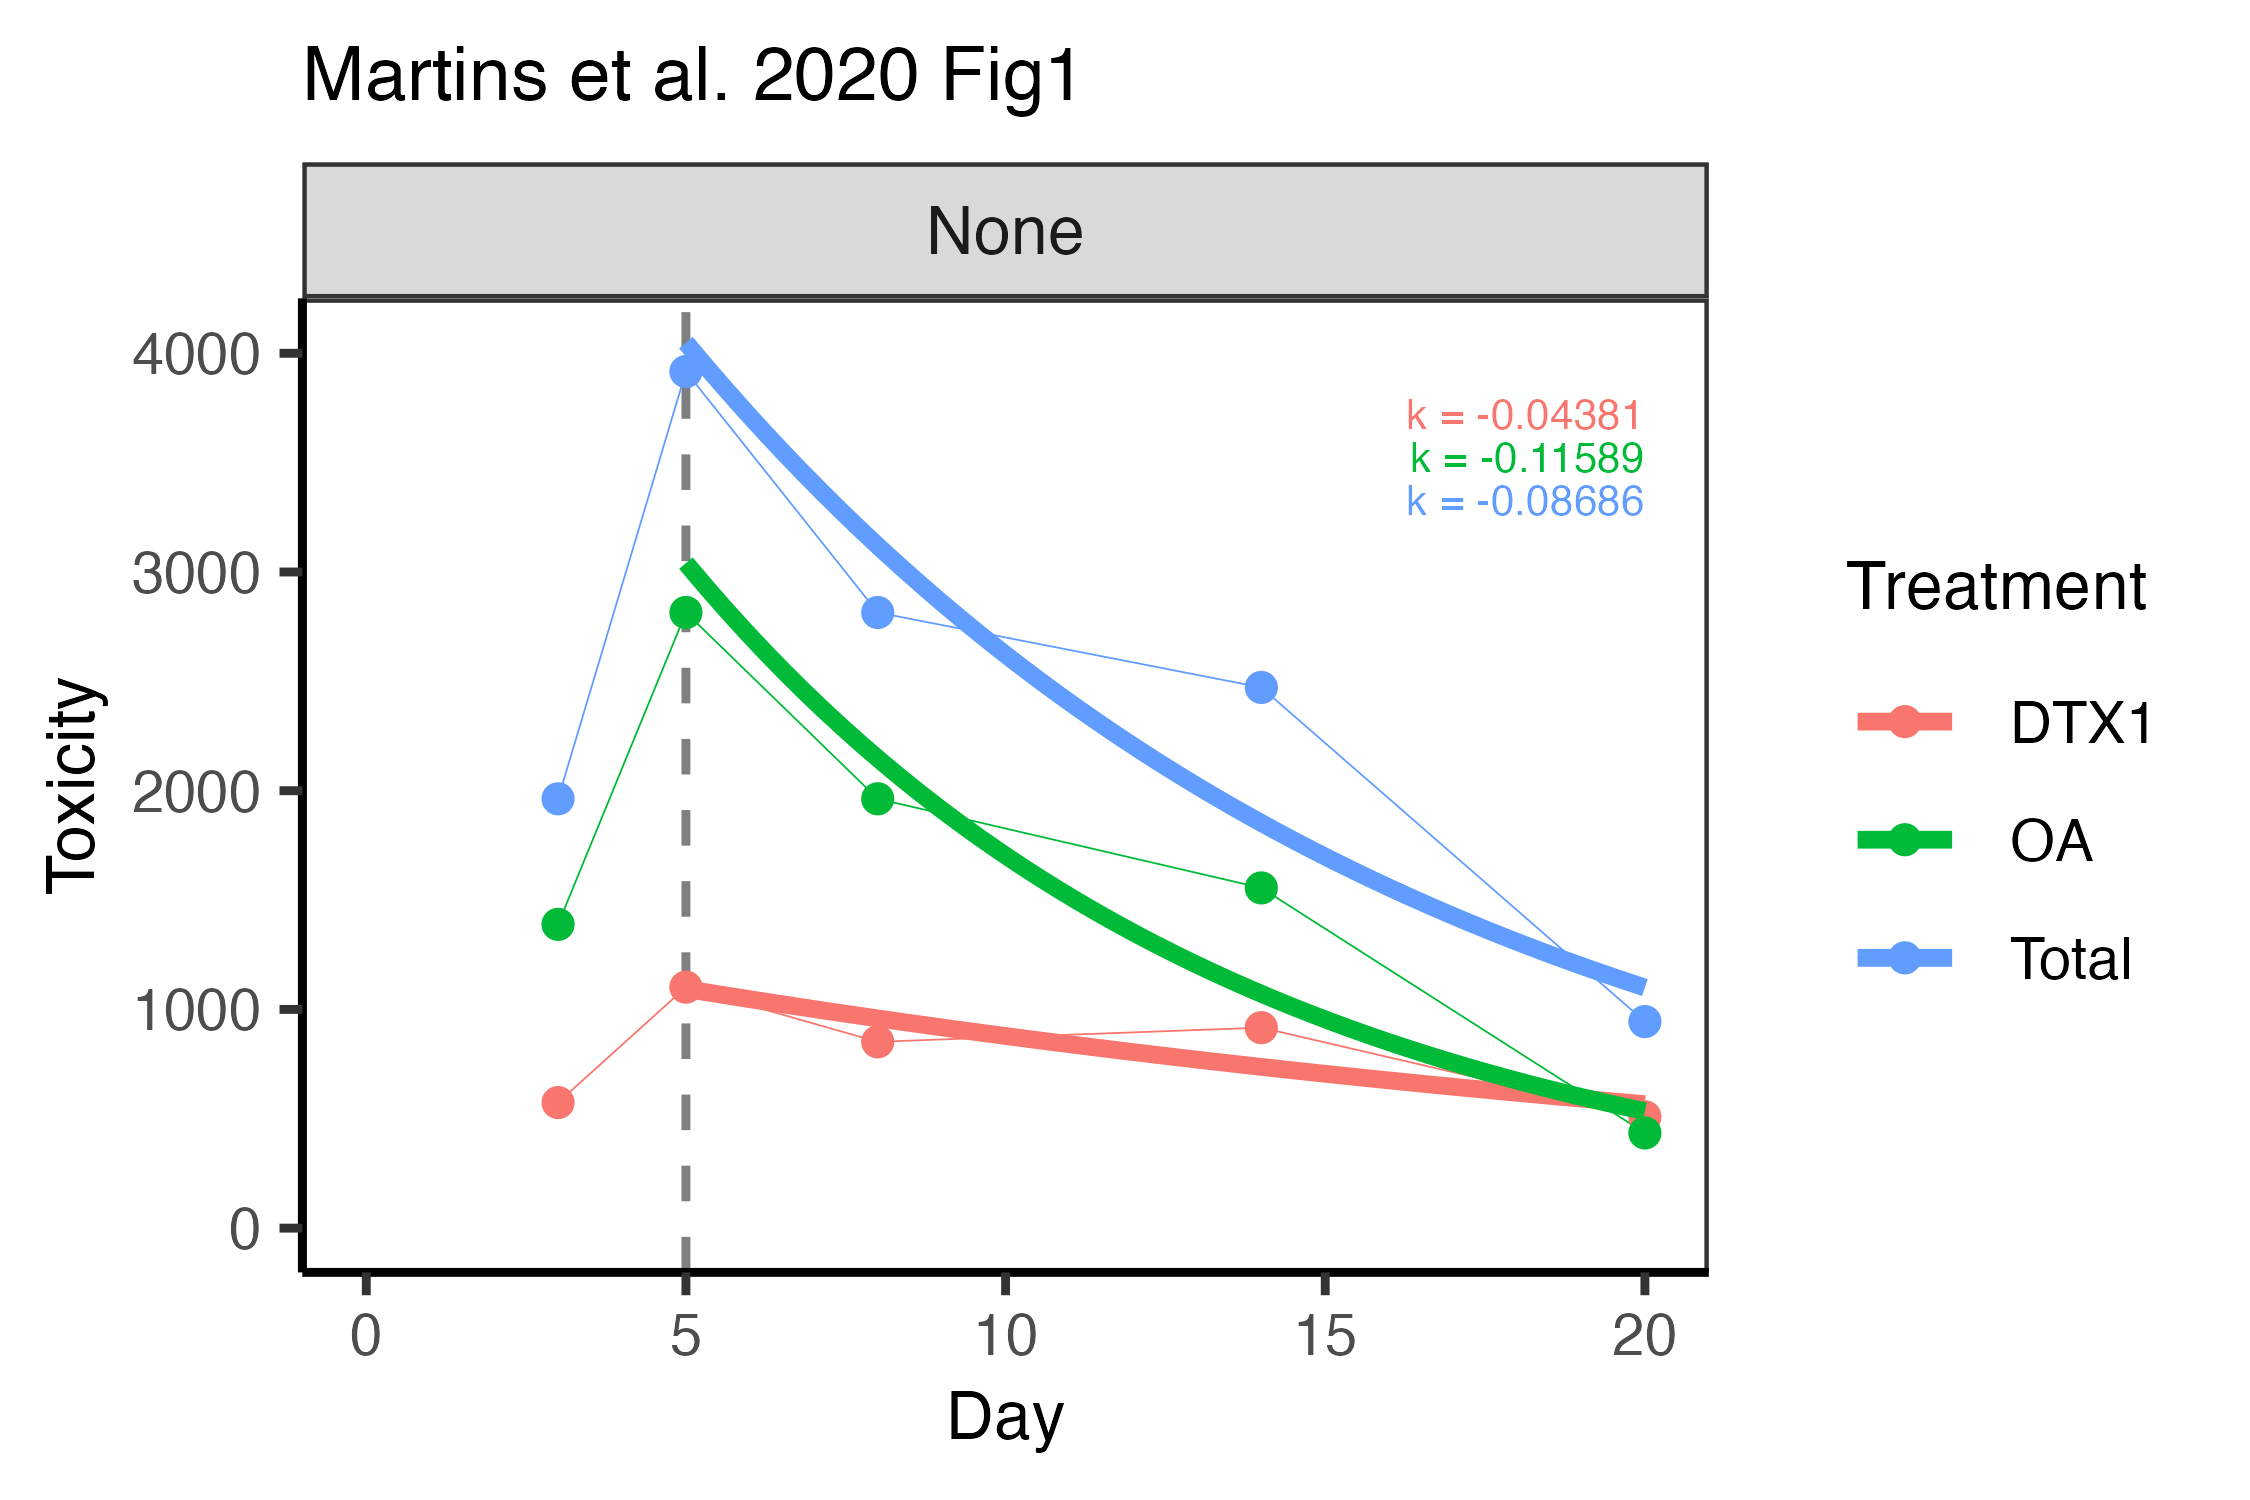 Martins et al. 2020 Fig1
None
4000
3000
2000
1000
0
Toxicity
k = -0.04381
k = -0.11589
k = -0.08686
0 5 10 15 20
Day
Treatment
DTX1
OA
Total